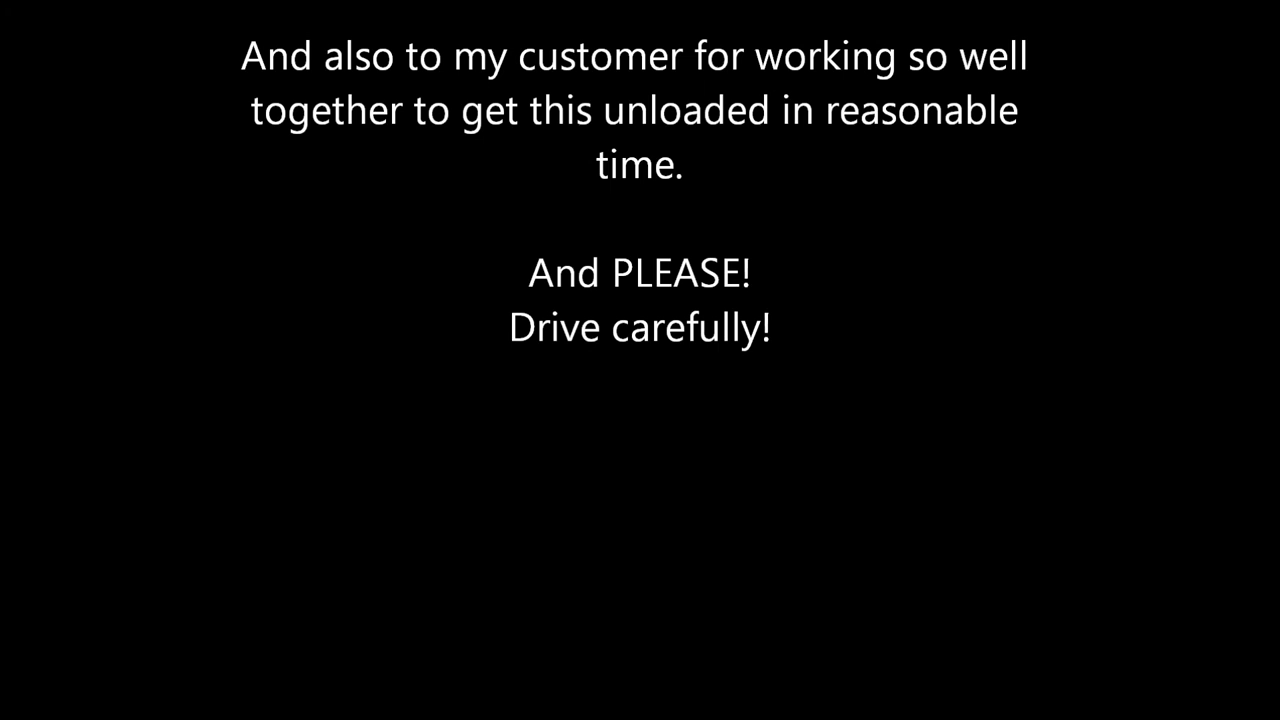 And also to my customer for working so well
together to get this unloaded in reasonable
time.
And PLEASE!
Drive carefully!